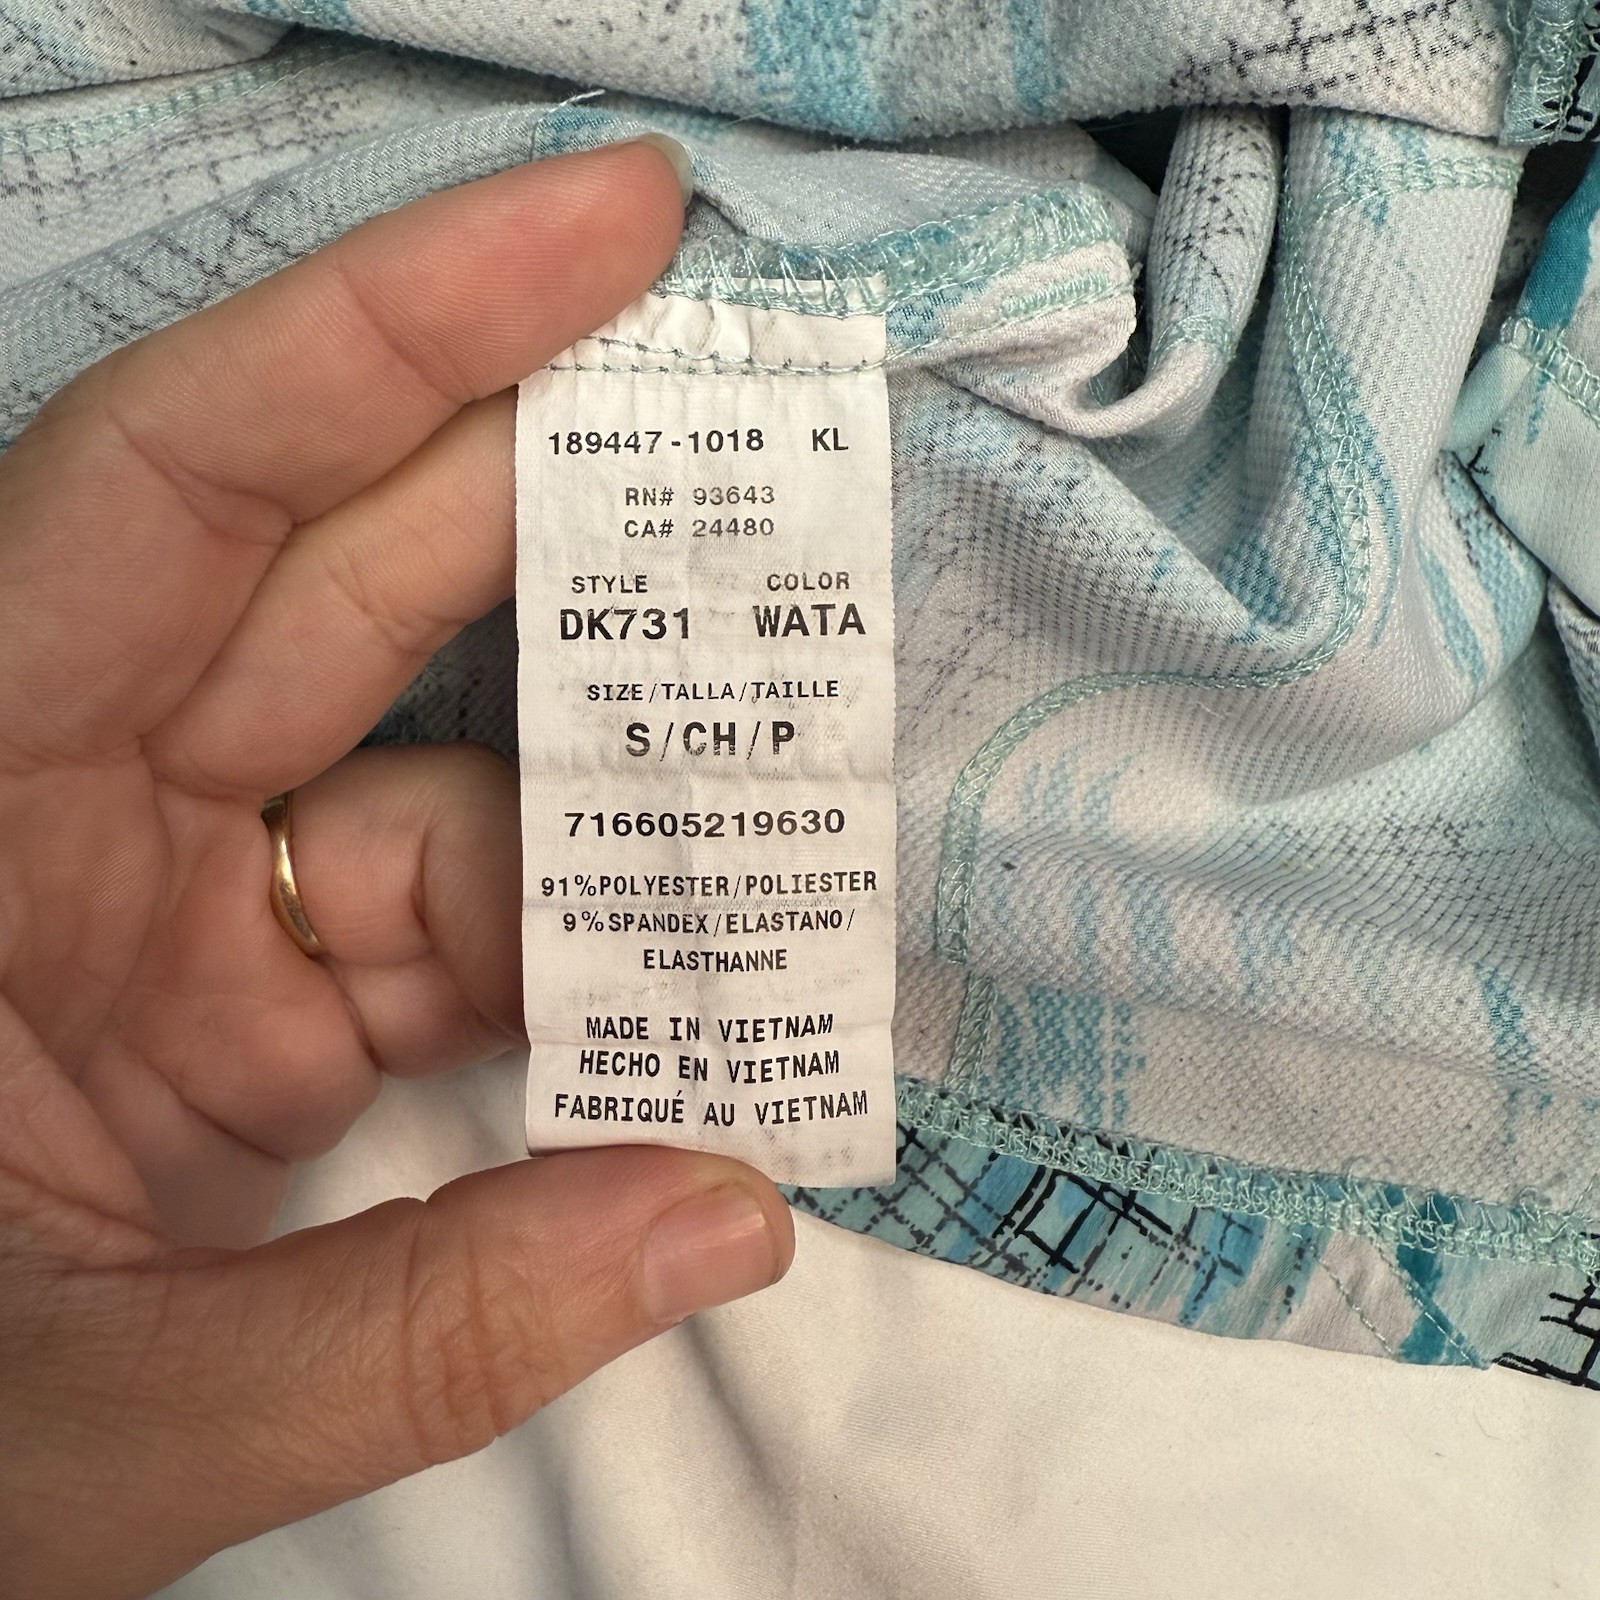 189447-1018 KL
RN# 93643
CA# 24480
STYLE COLOR
DK731 WATA
SIZE/TALLA/TAILLE
S/CH/P
716605219630
91%POLYESTER/POLIESTER
9%SPANDEX/ELASTANO/
ELASTHANNE
MADE IN VIETNAM
HECHO EN VIETNAM
FABRIQUÉ AU VIETNAM